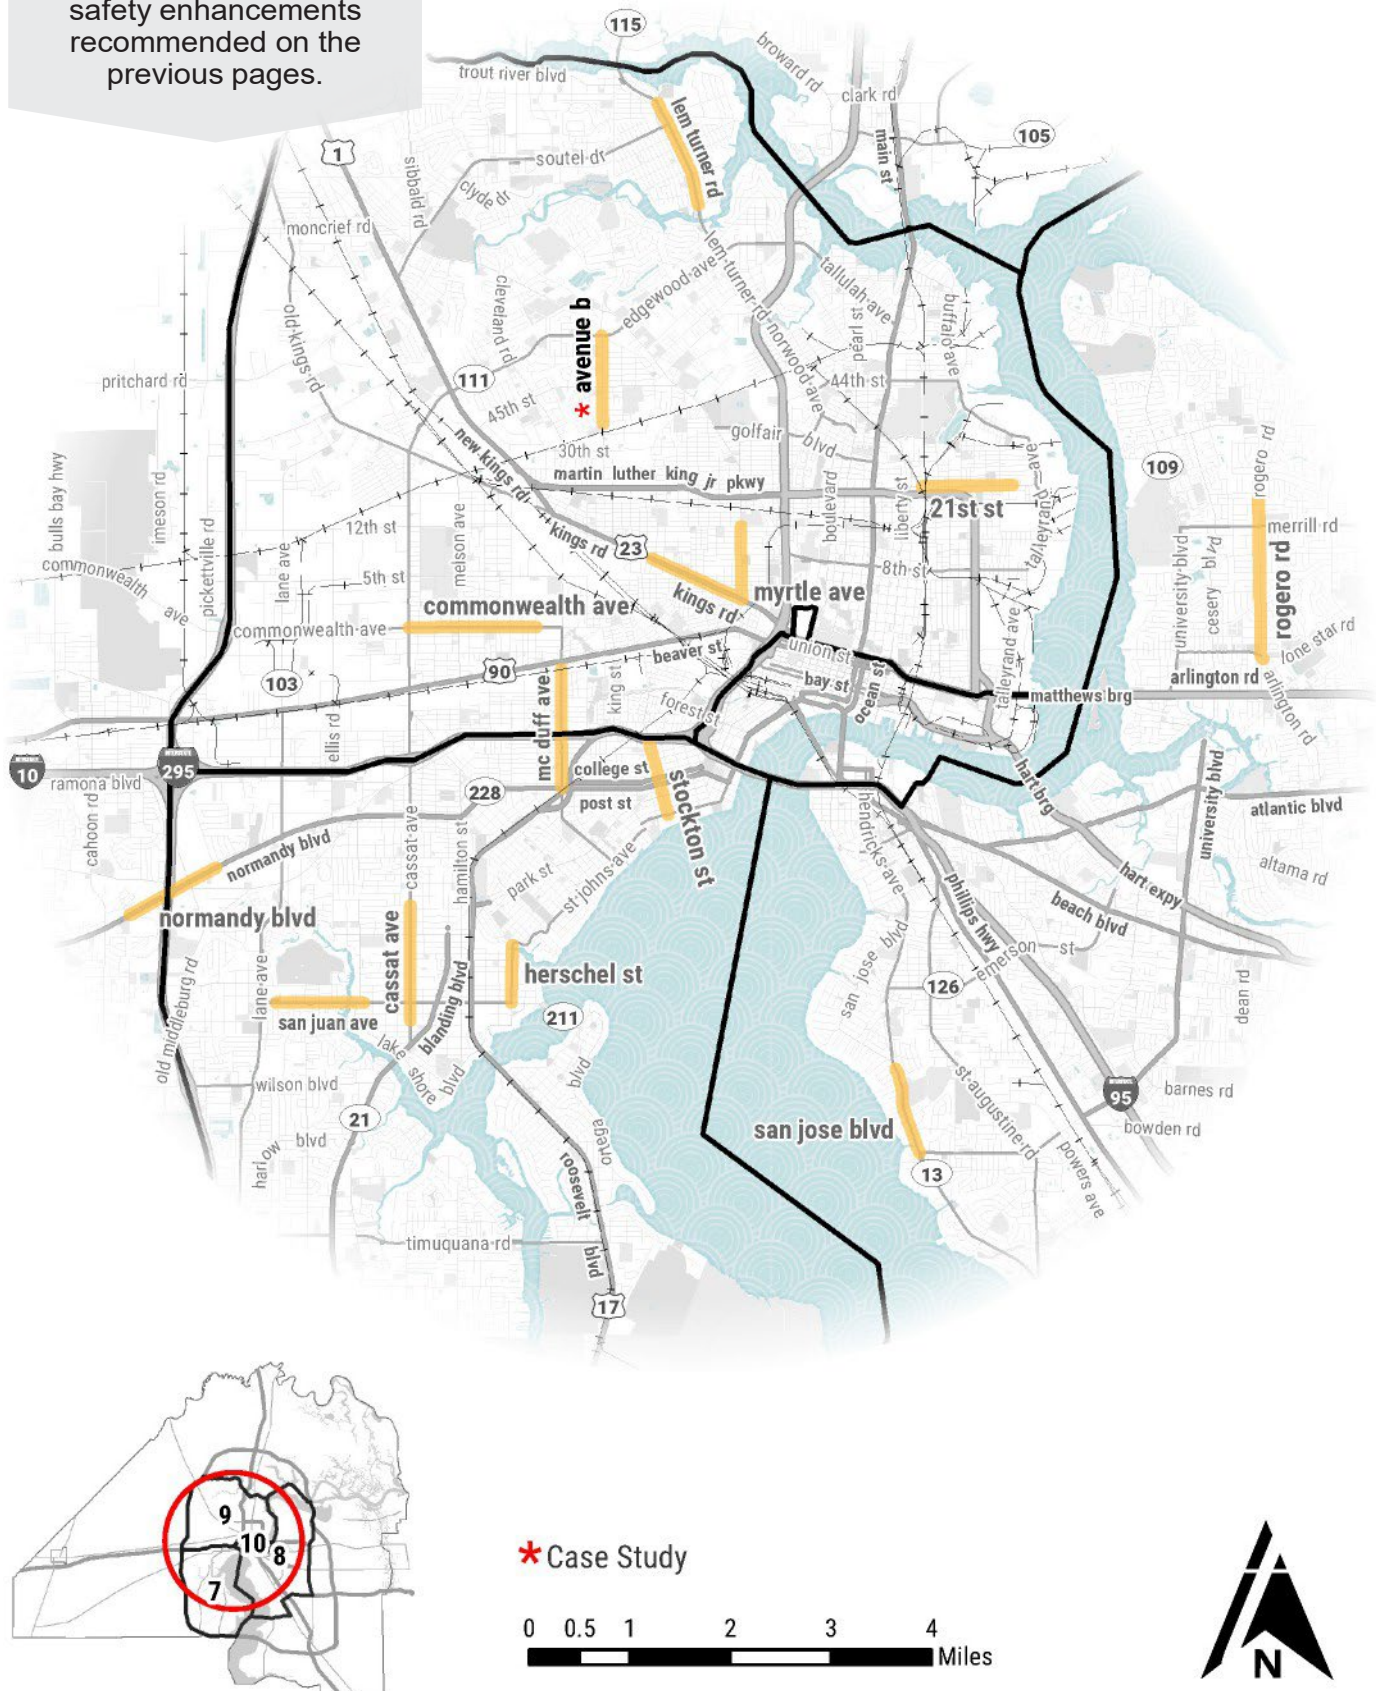 safety enhancements
recommended on the
previous pages.
115
broward rd
trout river blvd
clark rd
lem turner rd
main st
105
1
soutel dr
sibbald rd
clyde dr
moncrief rd
lem turner rd
edgewood ave
tallulah ave
cleveland rd
old kings rd
* avenue b
norwood ave
pearl st
buffalo ave
pritchard rd
111
44th st
45th st
golfair blvd
new kings rd
30th st
rogero rd
bulls bay hwy
imeson rd
109
martin luther king jr pkwy
boulevard
liberty st
talleyrand ave
21st st
pickettville rd
12th st
melson ave
kings rd
23
merrill rd
university blvd
cesery blvd
rogero rd
commonwealth ave
lane ave
5th st
8th st
kings rd
myrtle ave
commonwealth ave
commonwealth ave
talleyrand ave
lone star rd
union st
beaver st
90
103
king st
bay st
ocean st
arlington rd
arlington rd
matthews brg
forest st
mc duff ave
ellis rd
10
295
ramona blvd
college st
228
post st
stockton st
hart brg
university blvd
atlantic blvd
cahoon rd
cassat ave
hamilton st
hendricks ave
normandy blvd
park st
st johns ave
altama rd
hart expy
phillips hwy
beach blvd
normandy blvd
cassat ave
san jose blvd
emerson st
lane ave
blanding blvd
herschel st
126
dean rd
old middleburg rd
san juan ave
211
lake shore blvd
wilson blvd
ortega blvd
st augustine rd
95
barnes rd
21
bowden rd
san jose blvd
harlow blvd
powers ave
13
roosevelt blvd
timuquana rd
17
9
10
8
7
* Case Study
0 0.5 1 2 3 4
Miles
N